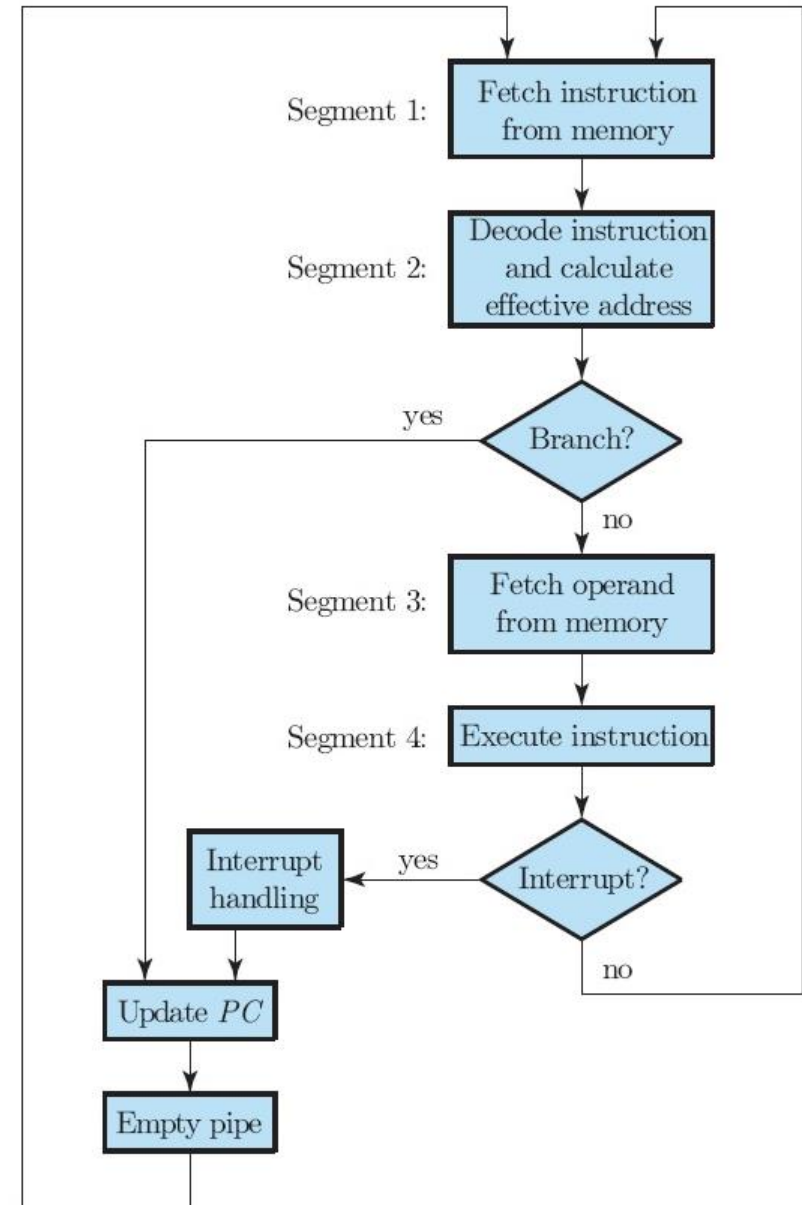 Segment 1:
Fetch instruction
from memory
Segment 2:
Decode instruction
and calculate
effective address
yes
Branch?
no
Segment 3:
Fetch operand
from memory
Segment 4:
Execute instruction
Interrupt
handling
yes
Interrupt?
no
Update PC
Empty pipe